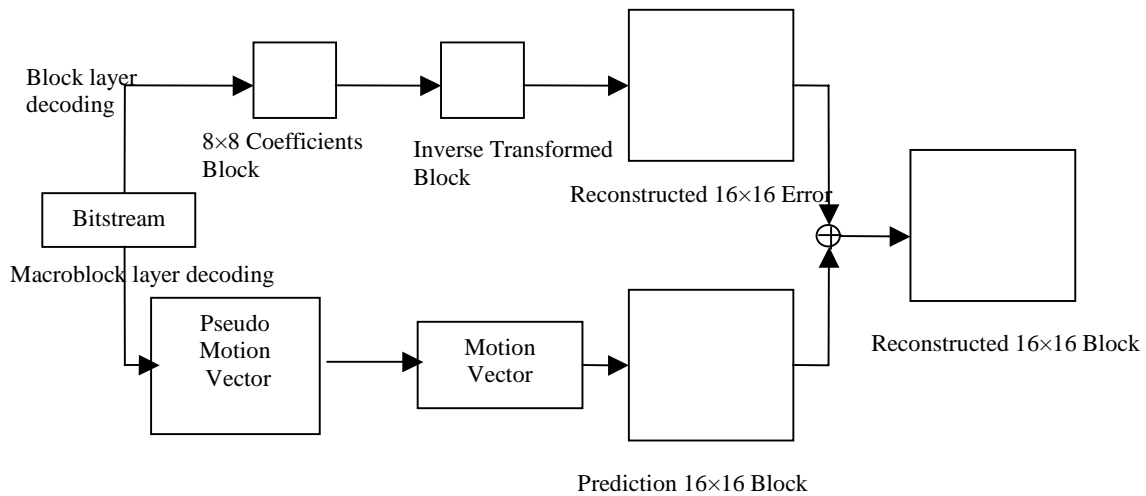 Block layer
decoding
8×8 Coefficients
Block
Inverse Transformed
Block
Reconstructed 16×16 Error
Bitstream
Macroblock layer decoding
Pseudo
Motion
Vector
Motion
Vector
Reconstructed 16×16 Block
Prediction 16×16 Block